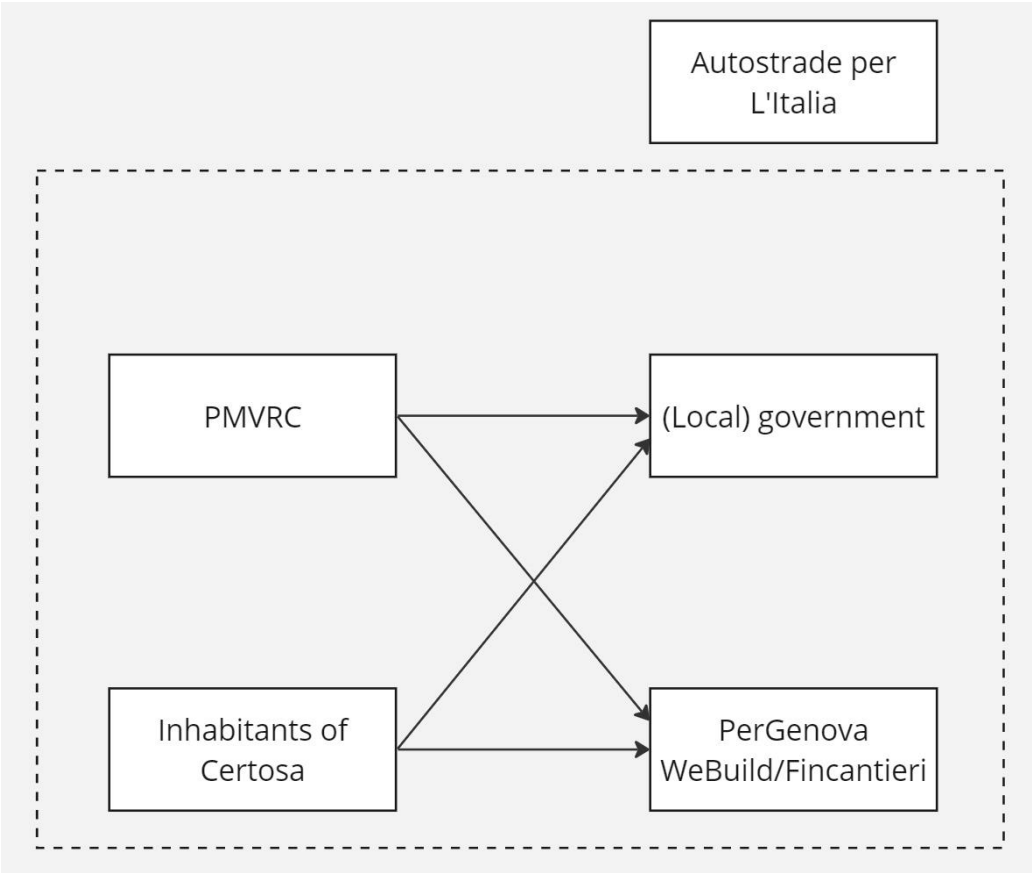 Autostrade per
L'Italia
PMVRC
(Local) government
Inhabitants of
Certosa
PerGenova
WeBuild/Fincantieri